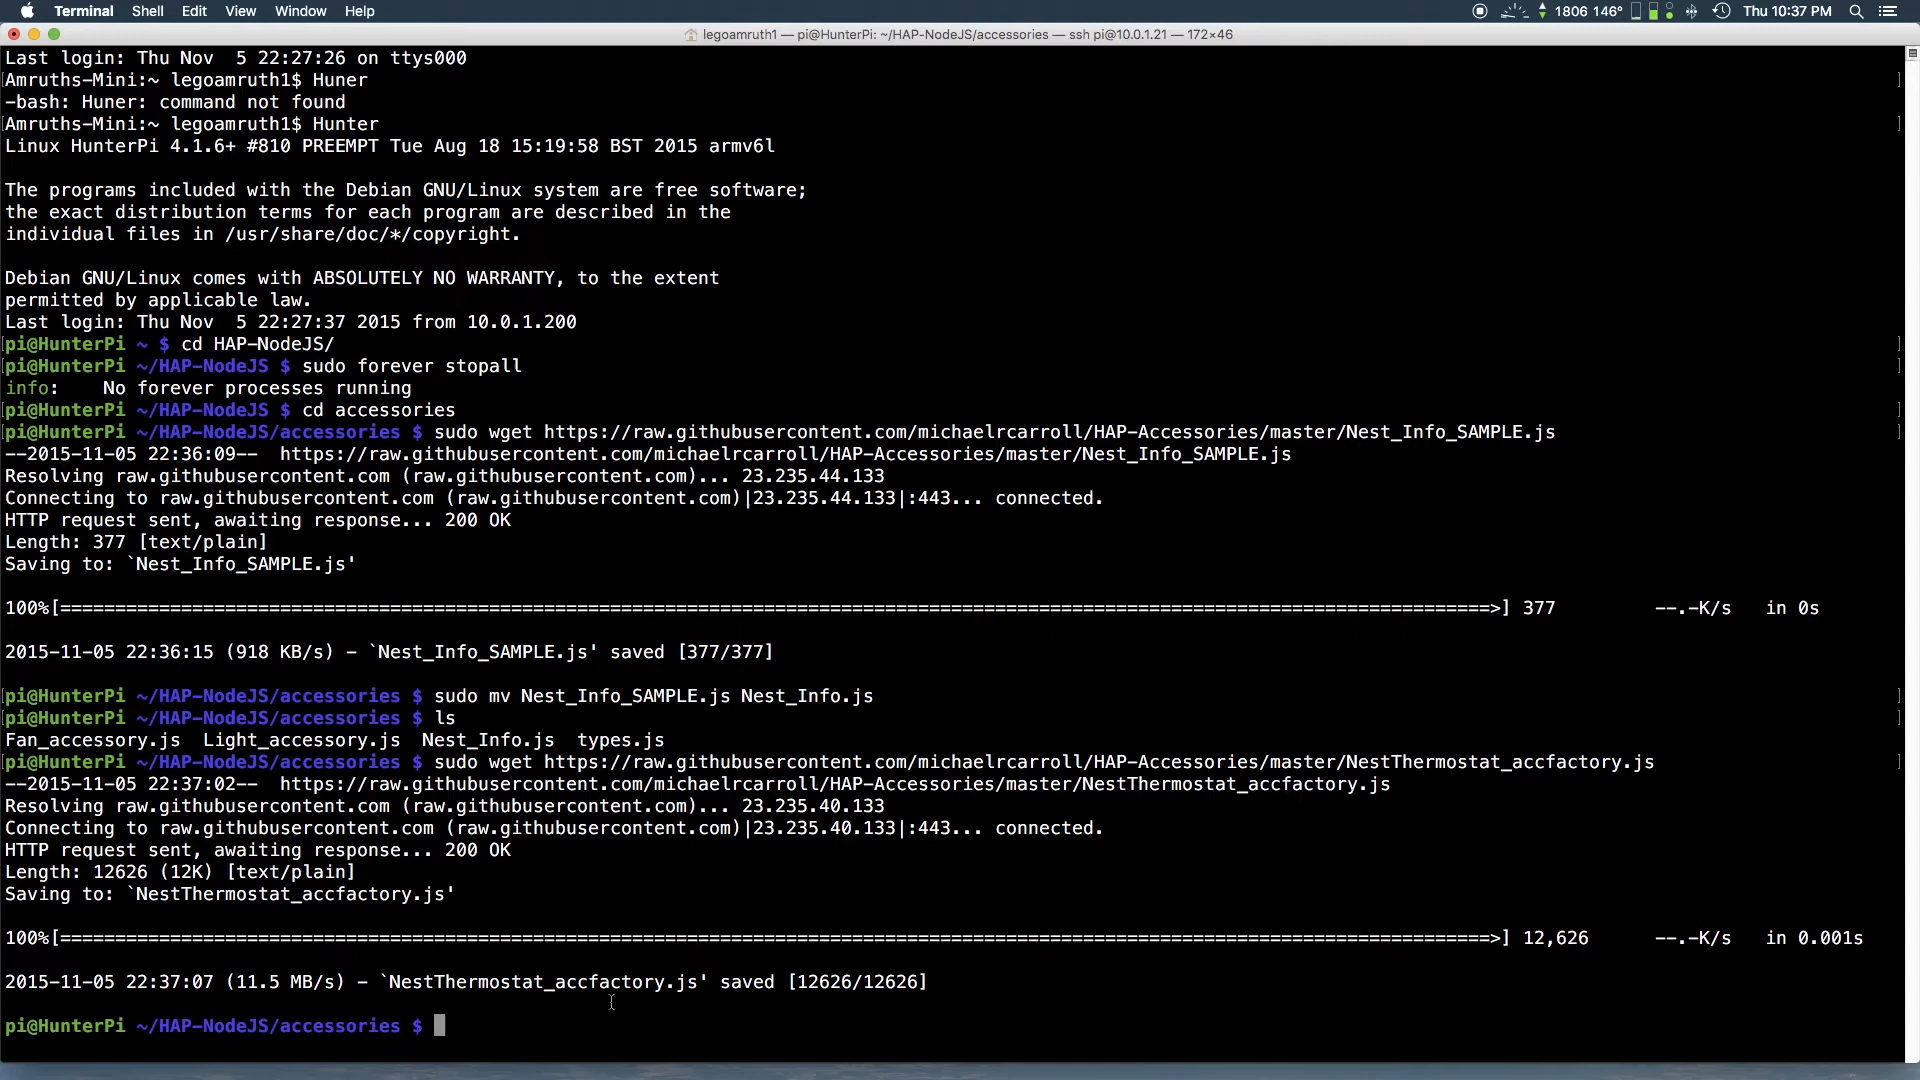 Terminal Shell Edit View Window Help 1806 146° Thu 10:37 PM
legoamruth1 — pi@HunterPi: ~/HAP-NodeJS/accessories — ssh pi@10.0.1.21 — 172×46
Last login: Thu Nov  5 22:27:26 on ttys000
[Amruths-Mini:~ legoamruth1$ Huner ]
-bash: Huner: command not found
[Amruths-Mini:~ legoamruth1$ Hunter ]
Linux HunterPi 4.1.6+ #810 PREEMPT Tue Aug 18 15:19:58 BST 2015 armv6l
The programs included with the Debian GNU/Linux system are free software;
the exact distribution terms for each program are described in the
individual files in /usr/share/doc/*/copyright.
Debian GNU/Linux comes with ABSOLUTELY NO WARRANTY, to the extent
permitted by applicable law.
Last login: Thu Nov  5 22:27:37 2015 from 10.0.1.200
[pi@HunterPi ~ $ cd HAP-NodeJS/ ]
[pi@HunterPi ~/HAP-NodeJS $ sudo forever stopall ]
info:    No forever processes running
[pi@HunterPi ~/HAP-NodeJS $ cd accessories ]
[pi@HunterPi ~/HAP-NodeJS/accessories $ sudo wget https://raw.githubusercontent.com/michaelrcarroll/HAP-Accessories/master/Nest_Info_SAMPLE.js ]
--2015-11-05 22:36:09--  https://raw.githubusercontent.com/michaelrcarroll/HAP-Accessories/master/Nest_Info_SAMPLE.js
Resolving raw.githubusercontent.com (raw.githubusercontent.com)... 23.235.44.133
Connecting to raw.githubusercontent.com (raw.githubusercontent.com)|23.235.44.133|:443... connected.
HTTP request sent, awaiting response... 200 OK
Length: 377 [text/plain]
Saving to: `Nest_Info_SAMPLE.js'
100%[==================================================================================================================================>] 377         --.-K/s   in 0s
2015-11-05 22:36:15 (918 KB/s) - `Nest_Info_SAMPLE.js' saved [377/377]
[pi@HunterPi ~/HAP-NodeJS/accessories $ sudo mv Nest_Info_SAMPLE.js Nest_Info.js ]
[pi@HunterPi ~/HAP-NodeJS/accessories $ ls ]
Fan_accessory.js  Light_accessory.js  Nest_Info.js  types.js
[pi@HunterPi ~/HAP-NodeJS/accessories $ sudo wget https://raw.githubusercontent.com/michaelrcarroll/HAP-Accessories/master/NestThermostat_accfactory.js ]
--2015-11-05 22:37:02--  https://raw.githubusercontent.com/michaelrcarroll/HAP-Accessories/master/NestThermostat_accfactory.js
Resolving raw.githubusercontent.com (raw.githubusercontent.com)... 23.235.40.133
Connecting to raw.githubusercontent.com (raw.githubusercontent.com)|23.235.40.133|:443... connected.
HTTP request sent, awaiting response... 200 OK
Length: 12626 (12K) [text/plain]
Saving to: `NestThermostat_accfactory.js'
100%[==================================================================================================================================>] 12,626      --.-K/s   in 0.001s
2015-11-05 22:37:07 (11.5 MB/s) - `NestThermostat_accfactory.js' saved [12626/12626]
pi@HunterPi ~/HAP-NodeJS/accessories $